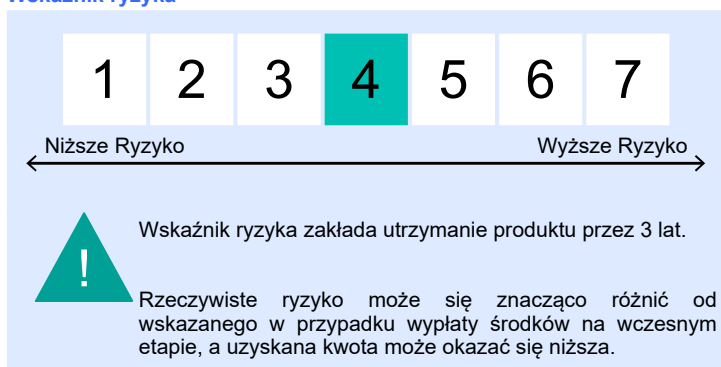 Wskaźnik ryzyka
1 2 3 4 5 6 7
Niższe Ryzyko Wyższe Ryzyko
! Wskaźnik ryzyka zakłada utrzymanie produktu przez 3 lat.
Rzeczywiste ryzyko może się znacząco różnić od
wskazanego w przypadku wypłaty środków na wczesnym
etapie, a uzyskana kwota może okazać się niższa.